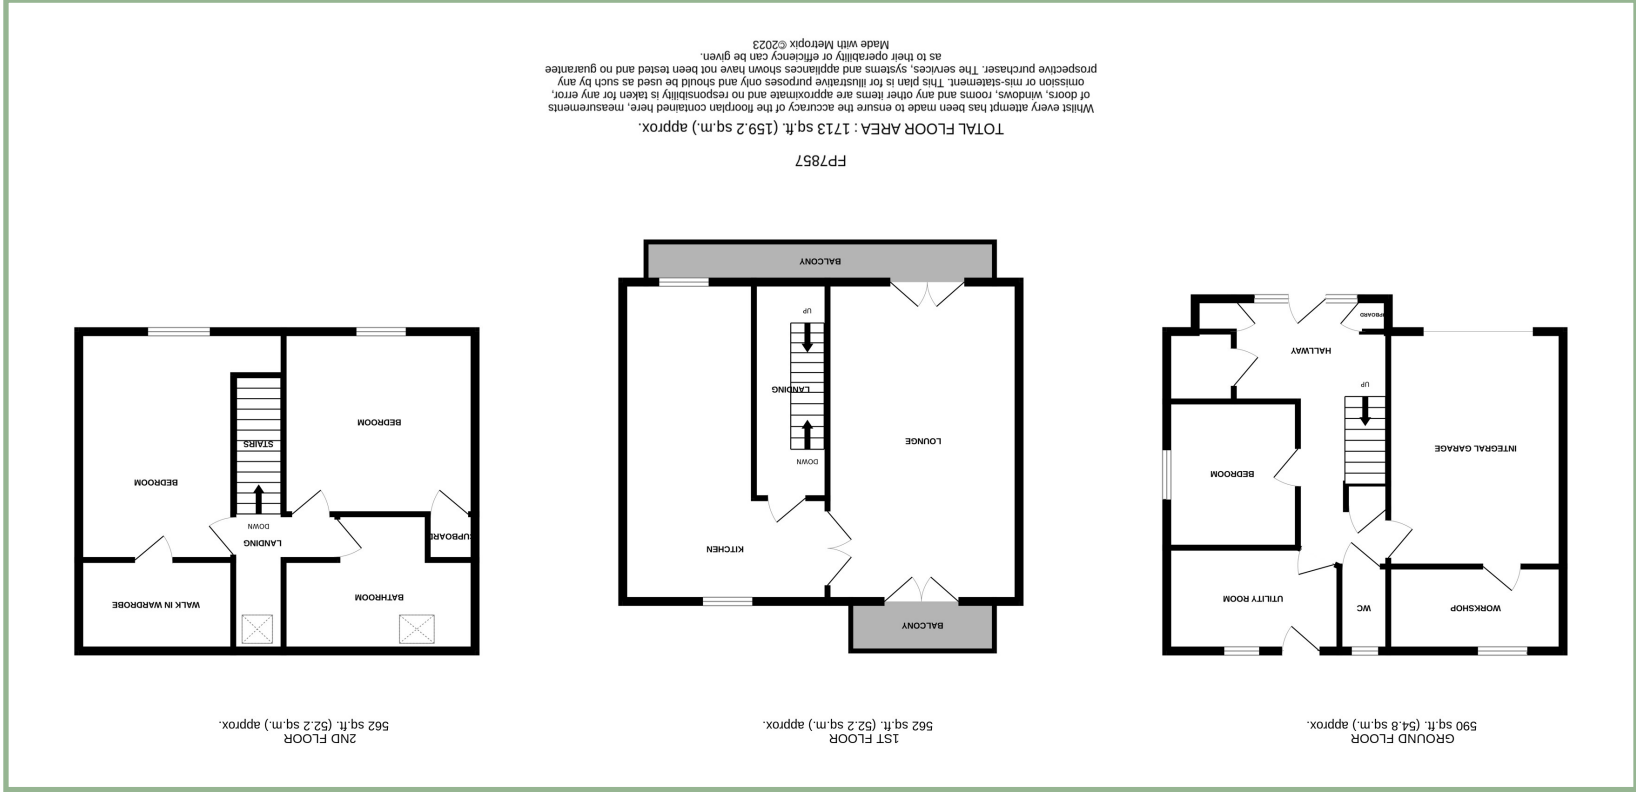 GROUND FLOOR
590 sq.ft. (54.8 sq.m.) approx.
WORKSHOP
WC
UTILITY ROOM
INTEGRAL GARAGE
BEDROOM
UP
HALLWAY
UPBOARD
1ST FLOOR
562 sq.ft. (52.2 sq.m.) approx.
BALCONY
KITCHEN
LOUNGE
DOWN
LANDING
UP
BALCONY
2ND FLOOR
562 sq.ft. (52.2 sq.m.) approx.
BATHROOM
WALK IN WARDROBE
LANDING
CUPBOARD
DOWN
BEDROOM
STAIRS
BEDROOM
FP7857
TOTAL FLOOR AREA : 1713 sq.ft. (159.2 sq.m.) approx.
Whilst every attempt has been made to ensure the accuracy of the floorplan contained here, measurements
of doors, windows, rooms and any other items are approximate and no responsibility is taken for any error,
omission or mis-statement. This plan is for illustrative purposes only and should be used as such by any
prospective purchaser. The services, systems and appliances shown have not been tested and no guarantee
as to their operability or efficiency can be given.
Made with Metropix ©2023